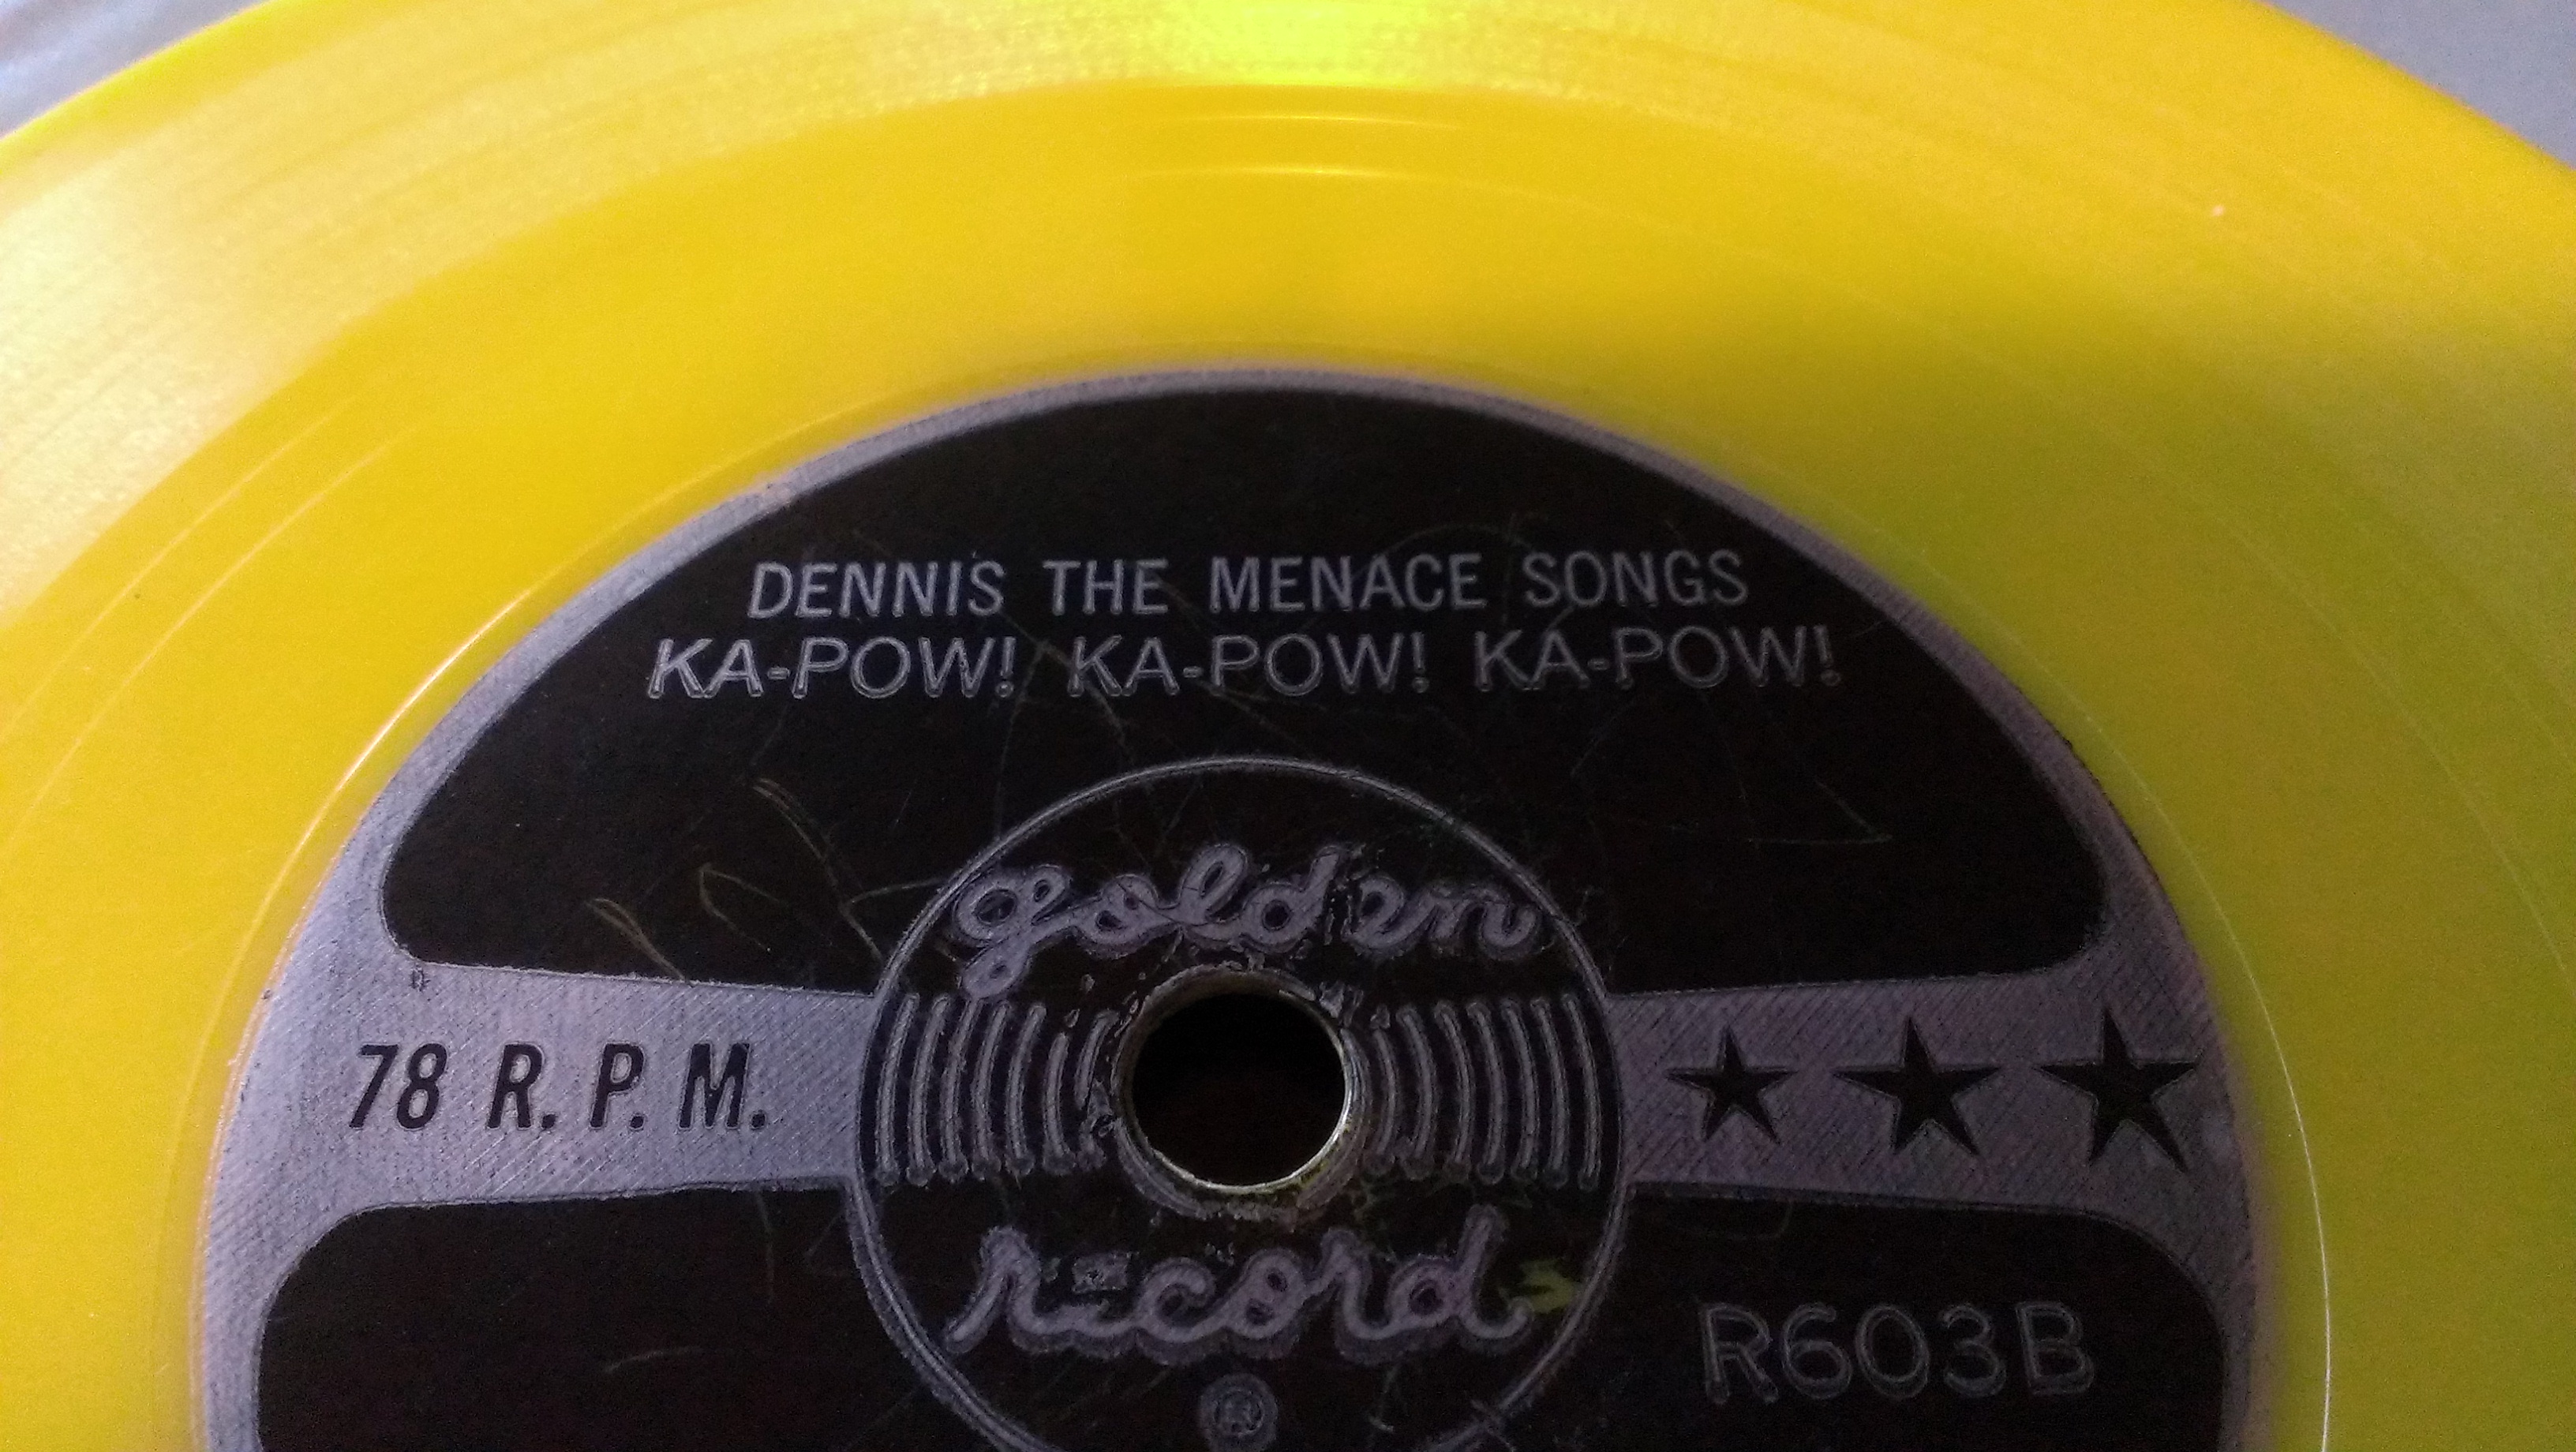 DENNIS THE MENACE SONGS
KA-POW! KA-POW! KA-POW!
golden
78 R.P.M.
record
R603B
®